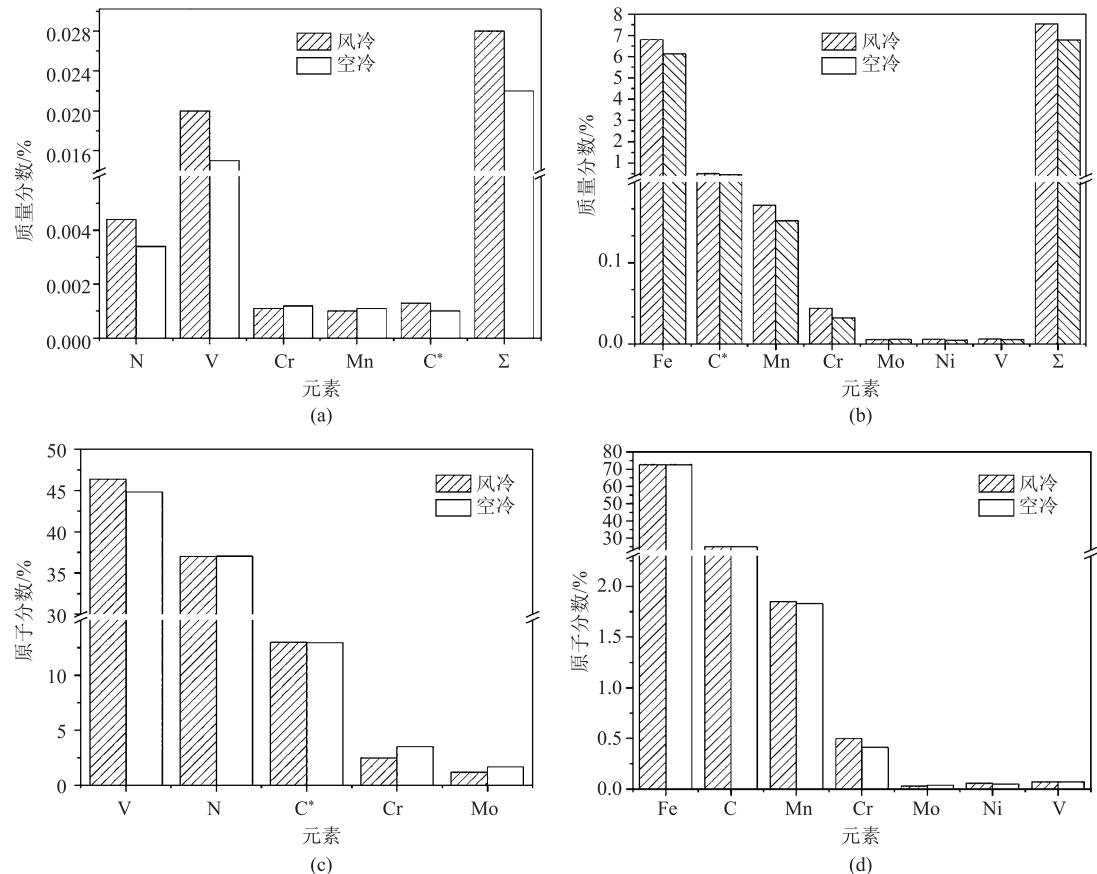 0.028
0.024
0.020
0.016
0.004
0.002
0.000
质量分数/%
风冷
空冷
N V Cr Mn C* Σ
元素
(a)
8
7
6
5
4
3
2
1
0.1
0.0
质量分数/%
风冷
空冷
Fe C* Mn Cr Mo Ni V Σ
元素
(b)
50
45
40
35
30
10
5
0
原子分数/%
风冷
空冷
V N C* Cr Mo
元素
(c)
80
70
60
50
40
30
2.0
1.5
1.0
0.5
0.0
原子分数/%
风冷
空冷
Fe C Mn Cr Mo Ni V
元素
(d)